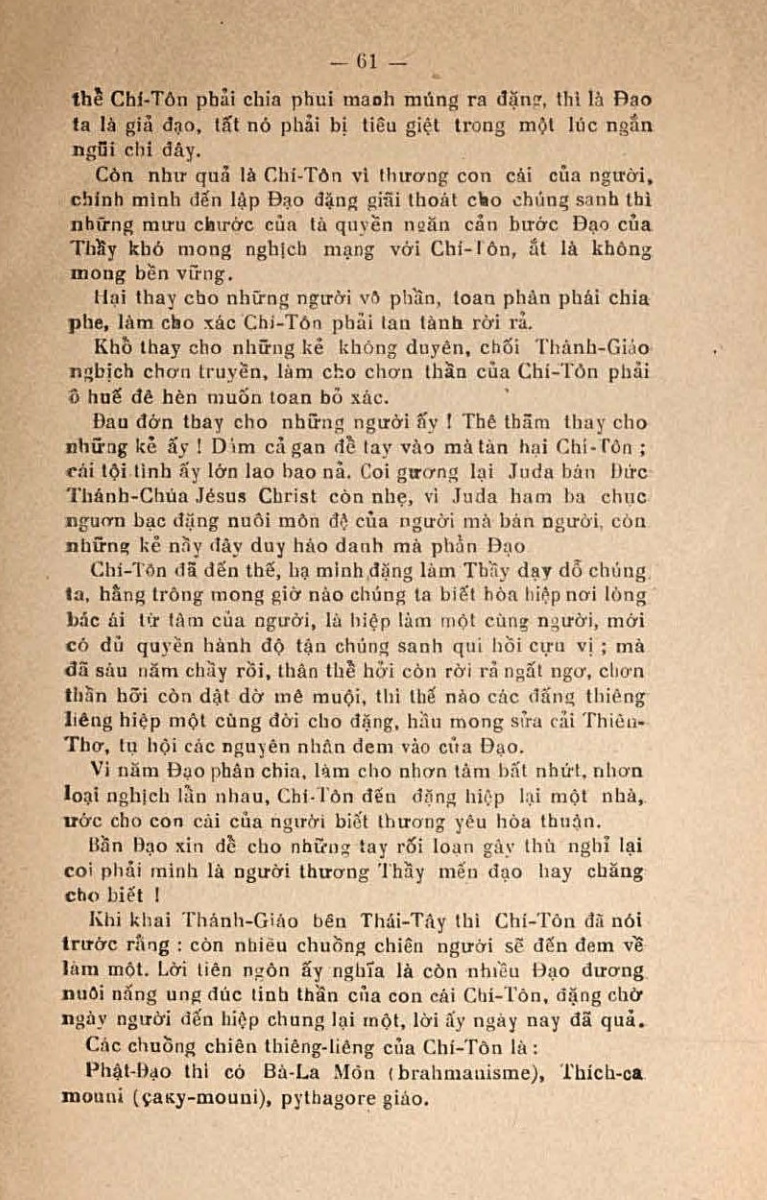 — 61 —
thể Chí-Tôn phải chia phui manh múng ra đặng, thì là Đạo
ta là giả đạo, tất nó phải bị tiêu giệt trong một lúc ngắn
ngũi chi đây.
Còn như quả là Chí-Tôn vì thương con cái của người,
chính mình đến lập Đạo đặng giãi thoát cho chúng sanh thì
những mưu chước của tà quyền ngăn cản bước Đạo của
Thầy khó mong nghịch mạng với Chí-Tôn, ắt là không
mong bền vững.
Hại thay cho những người vô phần, toan phân phái chia
phe, làm cho xác Chí-Tôn phải tan tành rời rả.
Khổ thay cho những kẻ không duyên, chối Thánh-Giáo
nghịch chơn truyền, làm cho chơn thần của Chí-Tôn phải
ô huế đê hèn muốn toan bỏ xác.
Đau đớn thay cho những người ấy ! Thê thãm thay cho
những kẻ ấy ! Dám cả gan để tay vào mà tàn hại Chí-Tôn ;
cái tội tình ấy lớn lao bao nả. Coi gương lại Juda bán Đức
Thánh-Chúa Jésus Christ còn nhẹ, vì Juda ham ba chục
nguơn bạc đặng nuôi môn đệ của người mà bán người, còn
những kẻ nầy đây duy háo danh mà phản Đạo
Chí-Tôn đã đến thế, hạ mình đặng làm Thầy dạy dỗ chúng
ta, hằng trông mong giờ nào chúng ta biết hòa hiệp nơi lòng
bác ái từ tâm của người, là hiệp làm một cùng người, mới
có đủ quyền hành độ tận chúng sanh qui hồi cựu vị ; mà
đã sáu năm chầy rồi, thân thể hởi còn rời rả ngất ngơ, chơn
thần hỡi còn dật dờ mê muội, thì thế nào các đấng thiêng
liêng hiệp một cùng đời cho đặng, hầu mong sửa cải Thiên-
Thơ, tụ hội các nguyên nhân đem vào cửa Đạo.
Vì năm Đạo phân chia, làm cho nhơn tâm bất nhứt, nhơn
loại nghịch lẫn nhau, Chí-Tôn đến đặng hiệp lại một nhà,
ước cho con cái của người biết thương yêu hòa thuận.
Bần Đạo xin để cho những tay rối loạn gây thù nghỉ lại
coi phải mình là người thương Thầy mến đạo hay chăng
cho biết !
Khi khai Thánh-Giáo bên Thái-Tây thì Chí-Tôn đã nói
trước rằng : còn nhiều chuồng chiên người sẽ đến đem về
làm một. Lời tiên ngôn ấy nghĩa là còn nhiều Đạo đương
nuôi nấng ung đúc tinh thần của con cái Chí-Tôn, đặng chờ
ngày người đến hiệp chung lại một, lời ấy ngày nay đã quả.
Các chuồng chiên thiêng-liêng của Chí-Tôn là :
Phật-Đạo thì có Bà-La Môn (brahmanisme), Thích-ca
mouni (çaky-mouni), pythagore giáo.